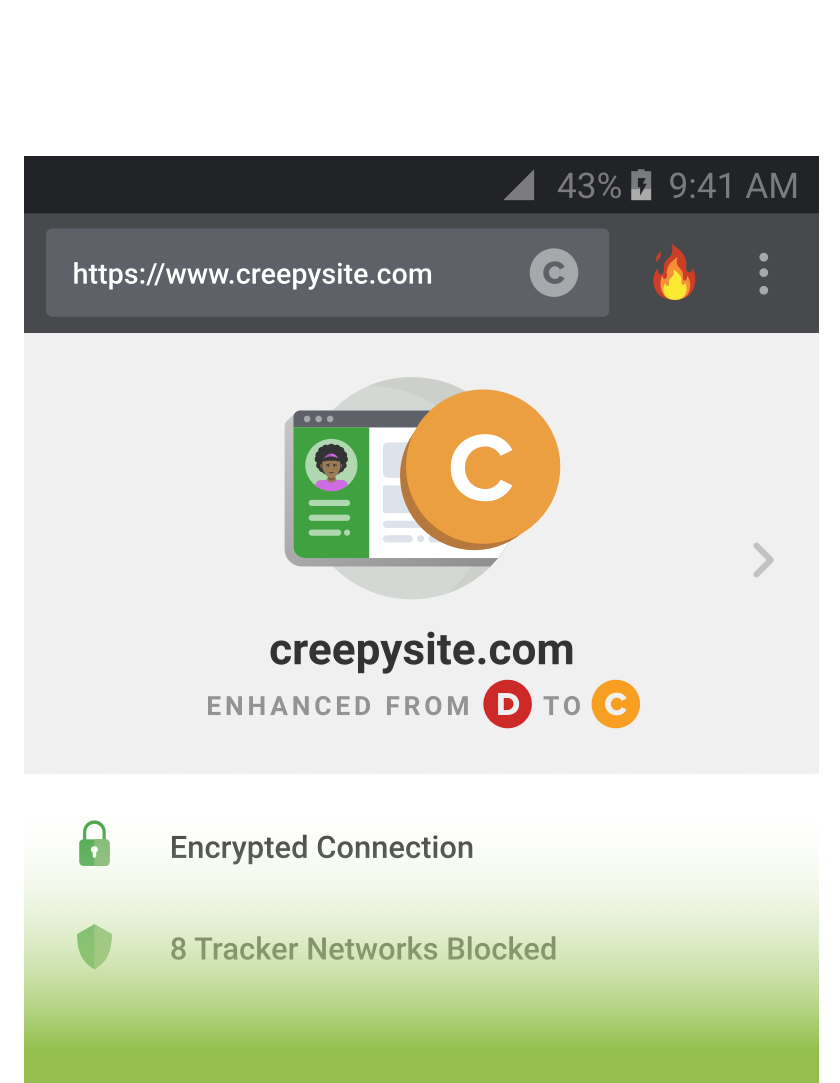 43% 9:41 AM
https://www.creepysite.com C
C
creepysite.com
ENHANCED FROM D TO C
Encrypted Connection
8 Tracker Networks Blocked